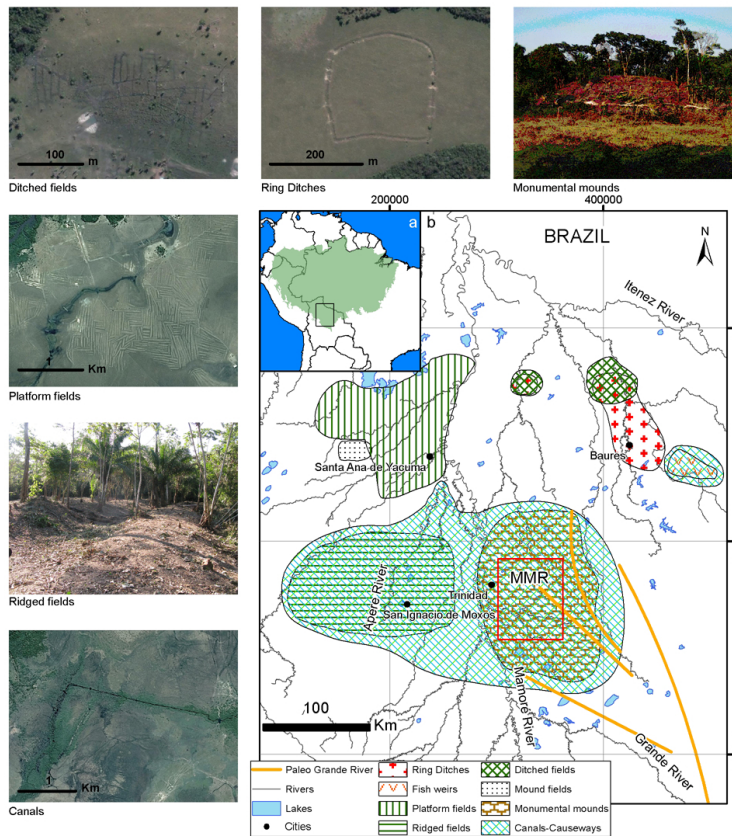 100
m
Ditched fields
200
m
Ring Ditches
Monumental mounds
1
Km
Platform fields
Ridged fields
1
Km
Canals
200000
400000
a
b
BRAZIL
N
Itenez River
Santa Ana de Yacuma
Baures
Apere River
MMR
Trinidad
San Ignacio de Moxos
Mamoré River
Grande River
100
Km
Paleo Grande River
Rivers
Lakes
Cities
Ring Ditches
Fish weirs
Platform fields
Ridged fields
Ditched fields
Mound fields
Monumental mounds
Canals-Causeways